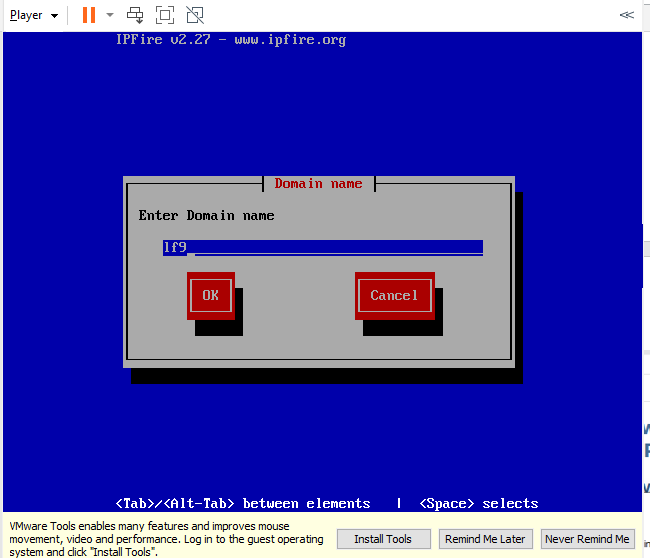 Player
IPFire v2.27 - www.ipfire.org
Domain name
Enter Domain name
lf9
OK Cancel
<Tab>/<Alt-Tab> between elements | <Space> selects
VMware Tools enables many features and improves mouse
movement, video and performance. Log in to the guest operating
system and click "Install Tools".
Install Tools Remind Me Later Never Remind Me